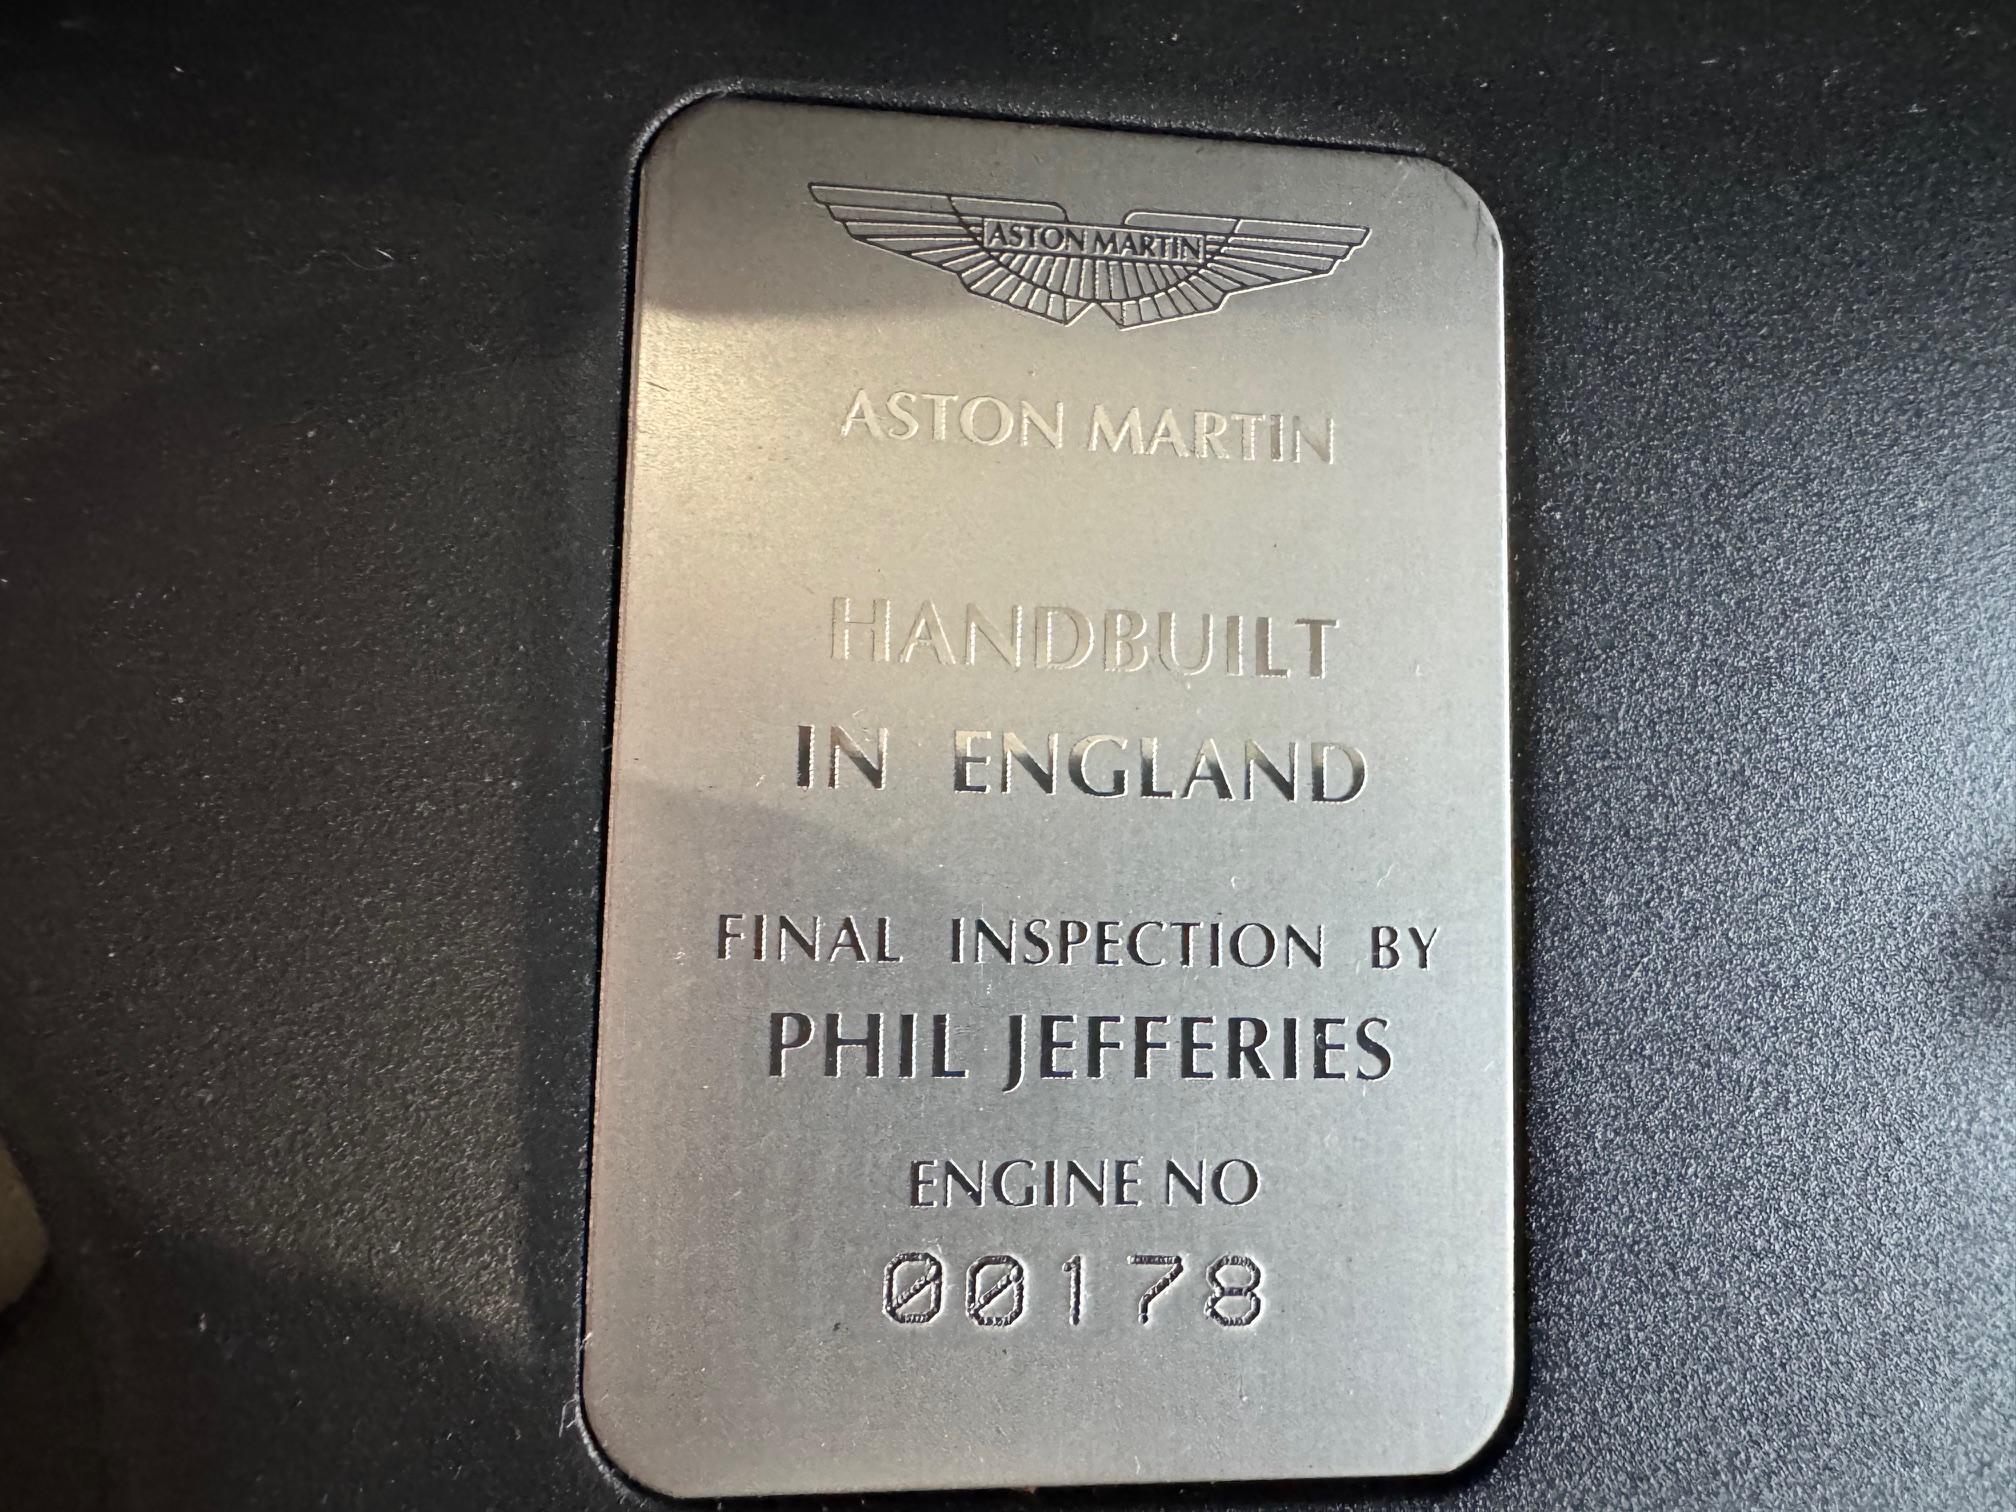 ASTON MARTIN
ASTON MARTIN
HANDBUILT
IN ENGLAND
FINAL INSPECTION BY
PHIL JEFFERIES
ENGINE NO
00178